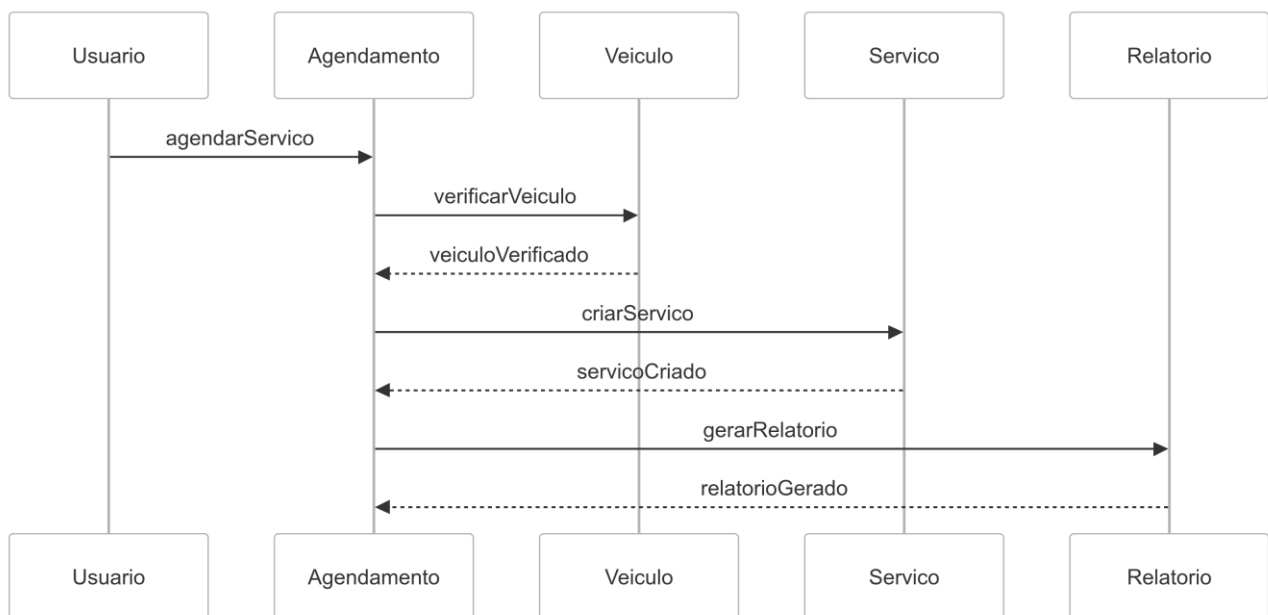 Usuario
Agendamento
Veiculo
Servico
Relatorio
agendarServico
verificarVeiculo
veiculoVerificado
criarServico
servicoCriado
gerarRelatorio
relatorioGerado
Usuario
Agendamento
Veiculo
Servico
Relatorio